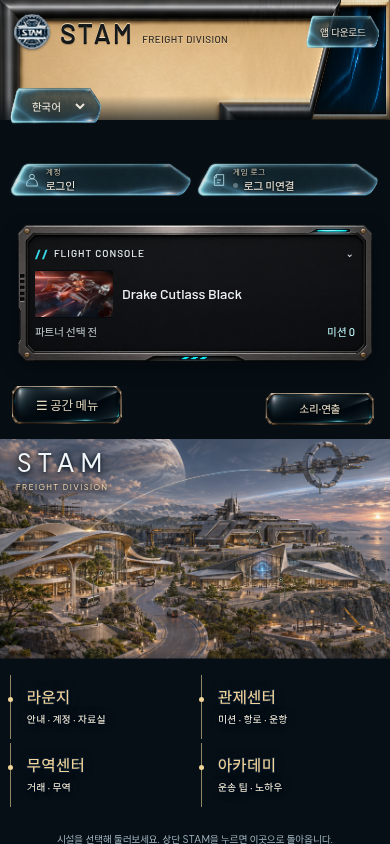 STAM
STAM FREIGHT DIVISION
앱 다운로드
한국어
계정
로그인
게임 로그
로그 미연결
// FLIGHT CONSOLE
Drake Cutlass Black
파트너 선택 전
미션 0
☰ 공간 메뉴
소리·연출
STAM
FREIGHT DIVISION
라운지
안내 · 계정 · 자료실
관제센터
미션 · 항로 · 운항
무역센터
거래 · 무역
아카데미
운송 팁 · 노하우
시설을 선택해 둘러보세요. 상단 STAM을 누르면 이곳으로 돌아옵니다.